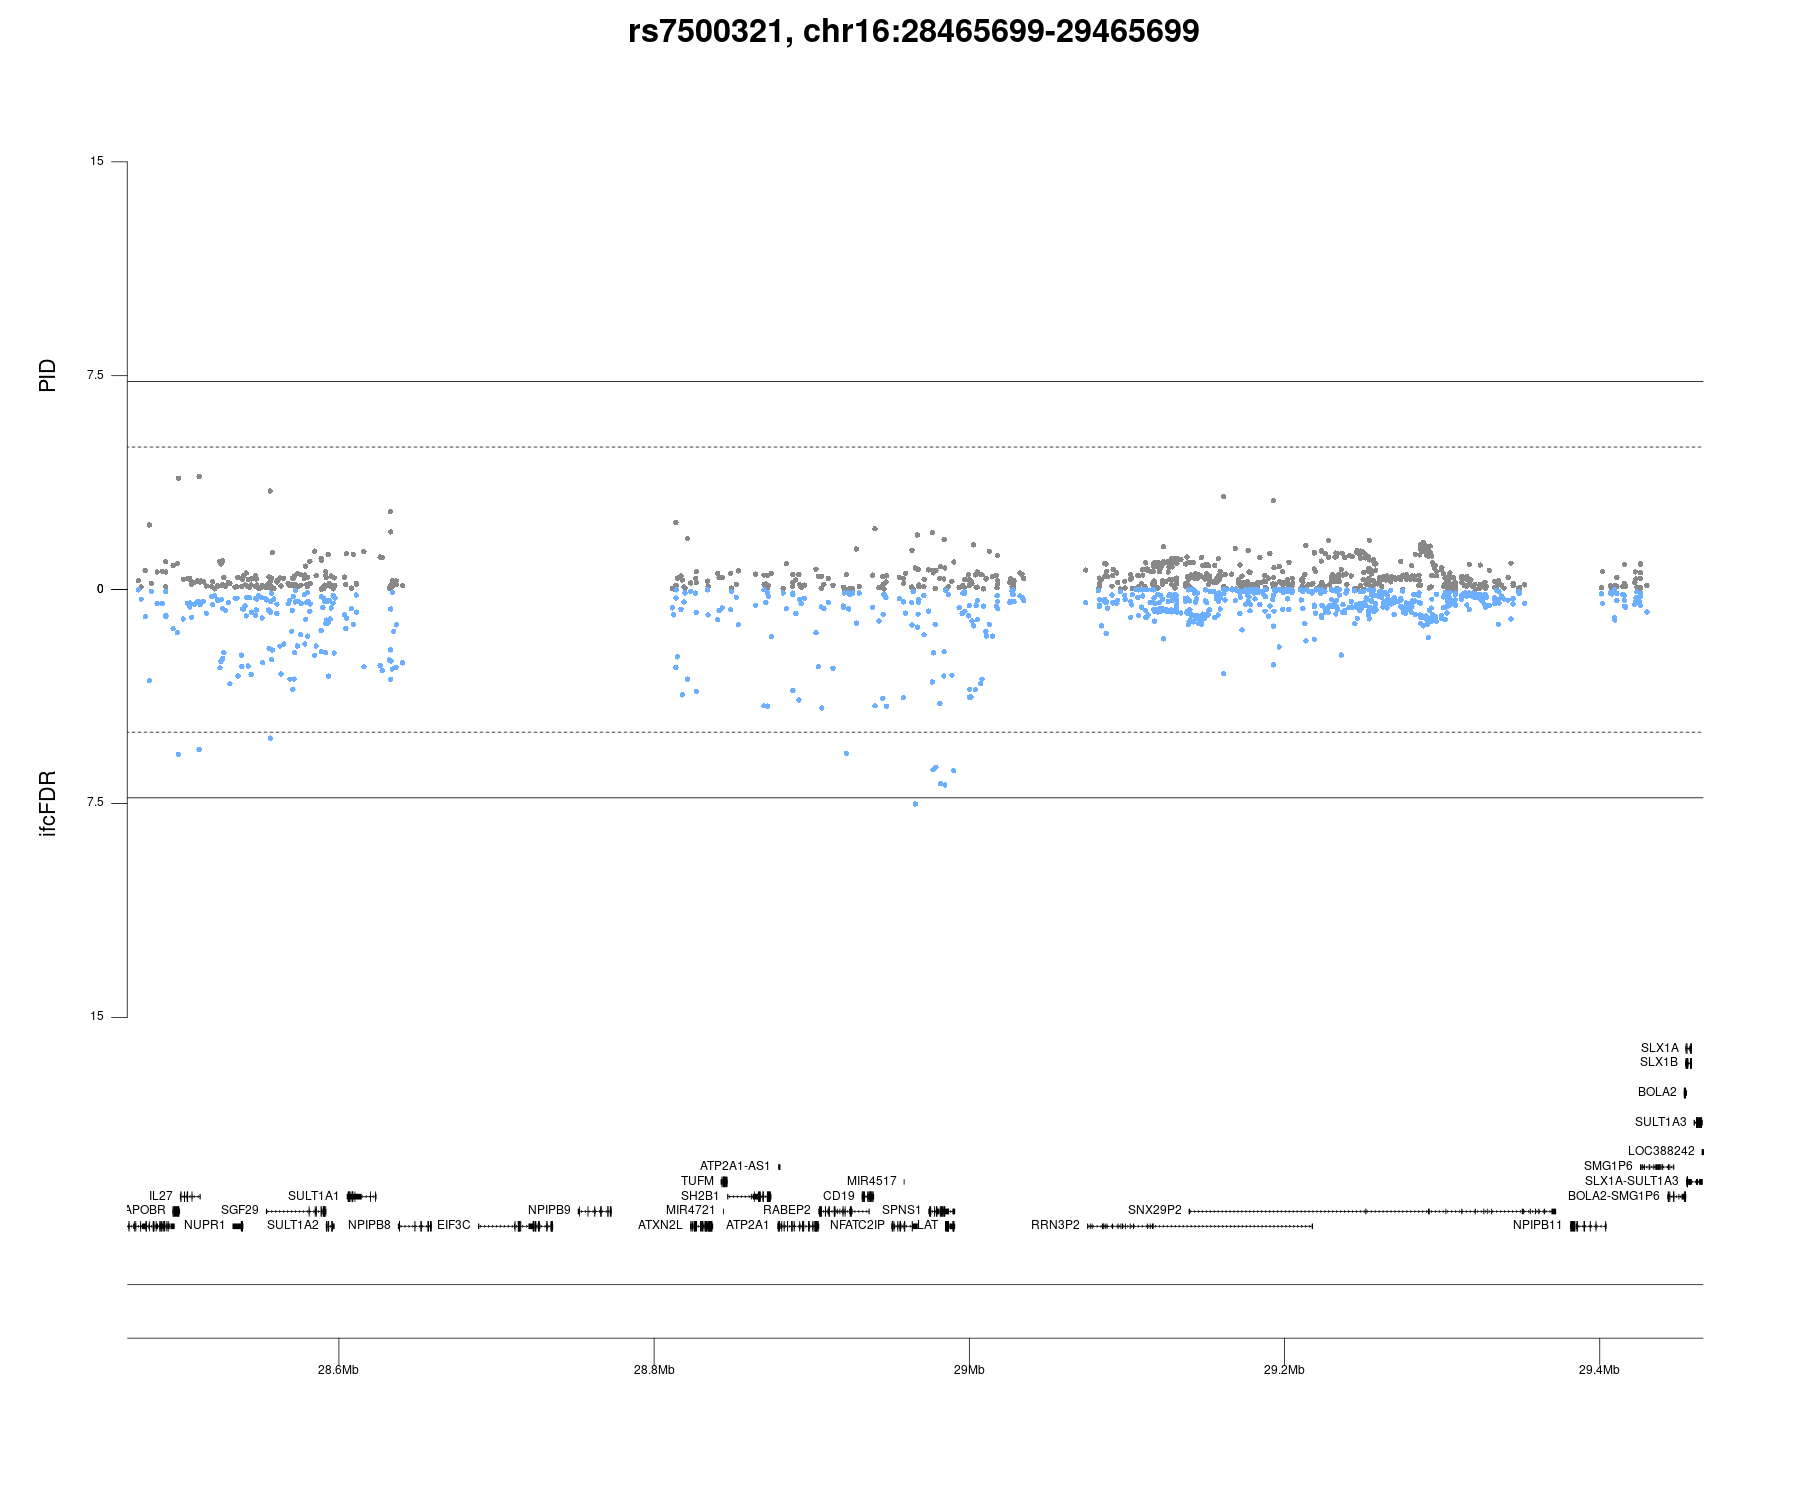 rs7500321, chr16:28465699-29465699
15
PID
7.5
0
ifcFDR
7.5
15
SLX1A
SLX1B
BOLA2
SULT1A3
LOC388242
ATP2A1-AS1 SMG1P6
TUFM MIR4517 SLX1A-SULT1A3
IL27 SULT1A1 SH2B1 CD19 BOLA2-SMG1P6
APOBR SGF29 NPIPB9 MIR4721 RABEP2 SPNS1 SNX29P2
NUPR1 SULT1A2 NPIPB8 EIF3C ATXN2L ATP2A1 NFATC2IP LAT RRN3P2 NPIPB11
28.6Mb 28.8Mb 29Mb 29.2Mb 29.4Mb